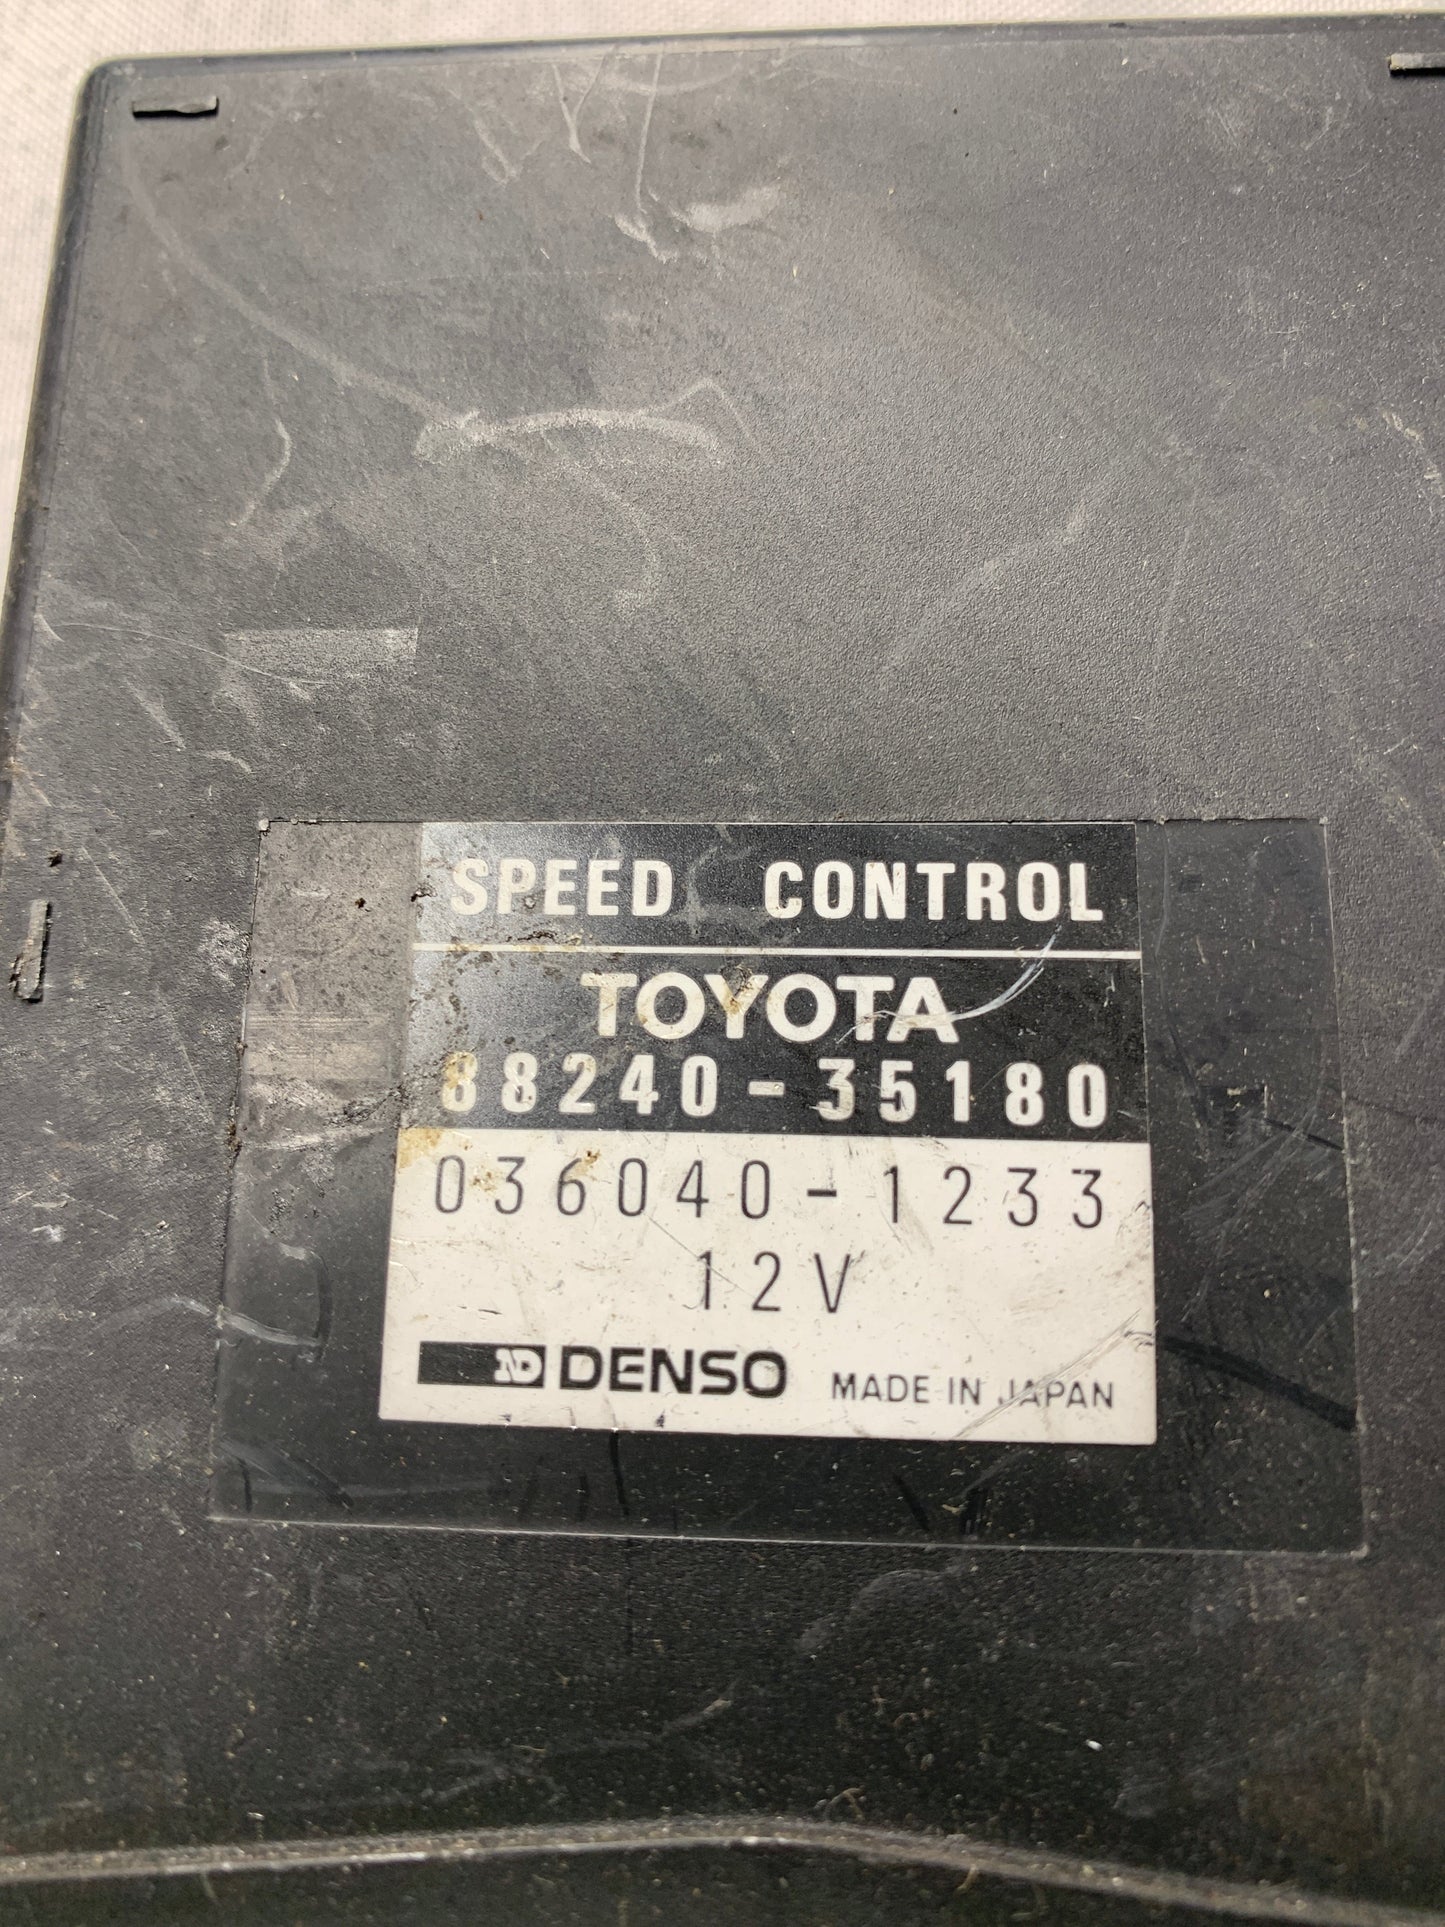 SPEED CONTROL
TOYOTA
88240-35180
036040-1233
12V
ND DENSO MADE IN JAPAN